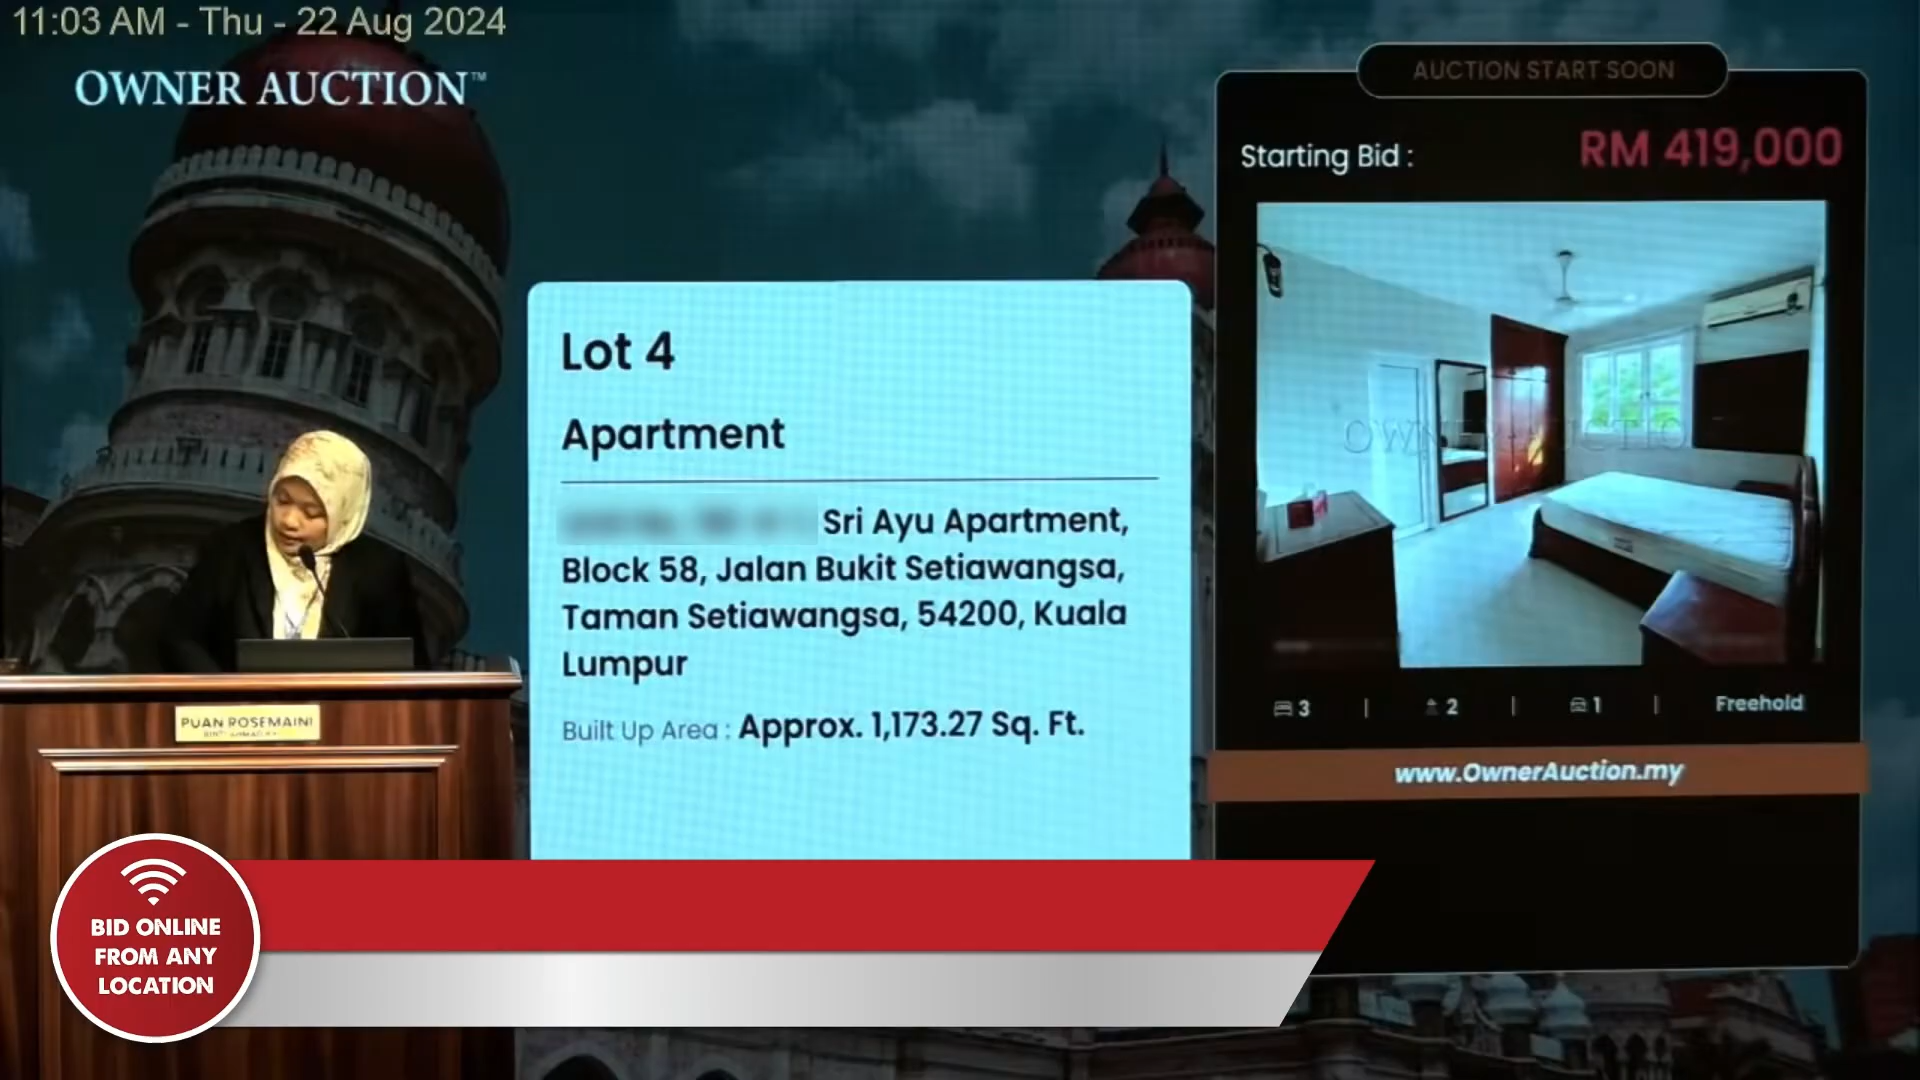 11:03 AM - Thu - 22 Aug 2024
OWNER AUCTION™
AUCTION START SOON
Starting Bid : RM 419,000
Lot 4
Apartment
Sri Ayu Apartment,
Block 58, Jalan Bukit Setiawangsa,
Taman Setiawangsa, 54200, Kuala
Lumpur
Built Up Area : Approx. 1,173.27 Sq. Ft.
OWNER AUCTIO
3 | 2 | 1 | Freehold
www.OwnerAuction.my
PUAN ROSEMAINI
BID ONLINE
FROM ANY
LOCATION